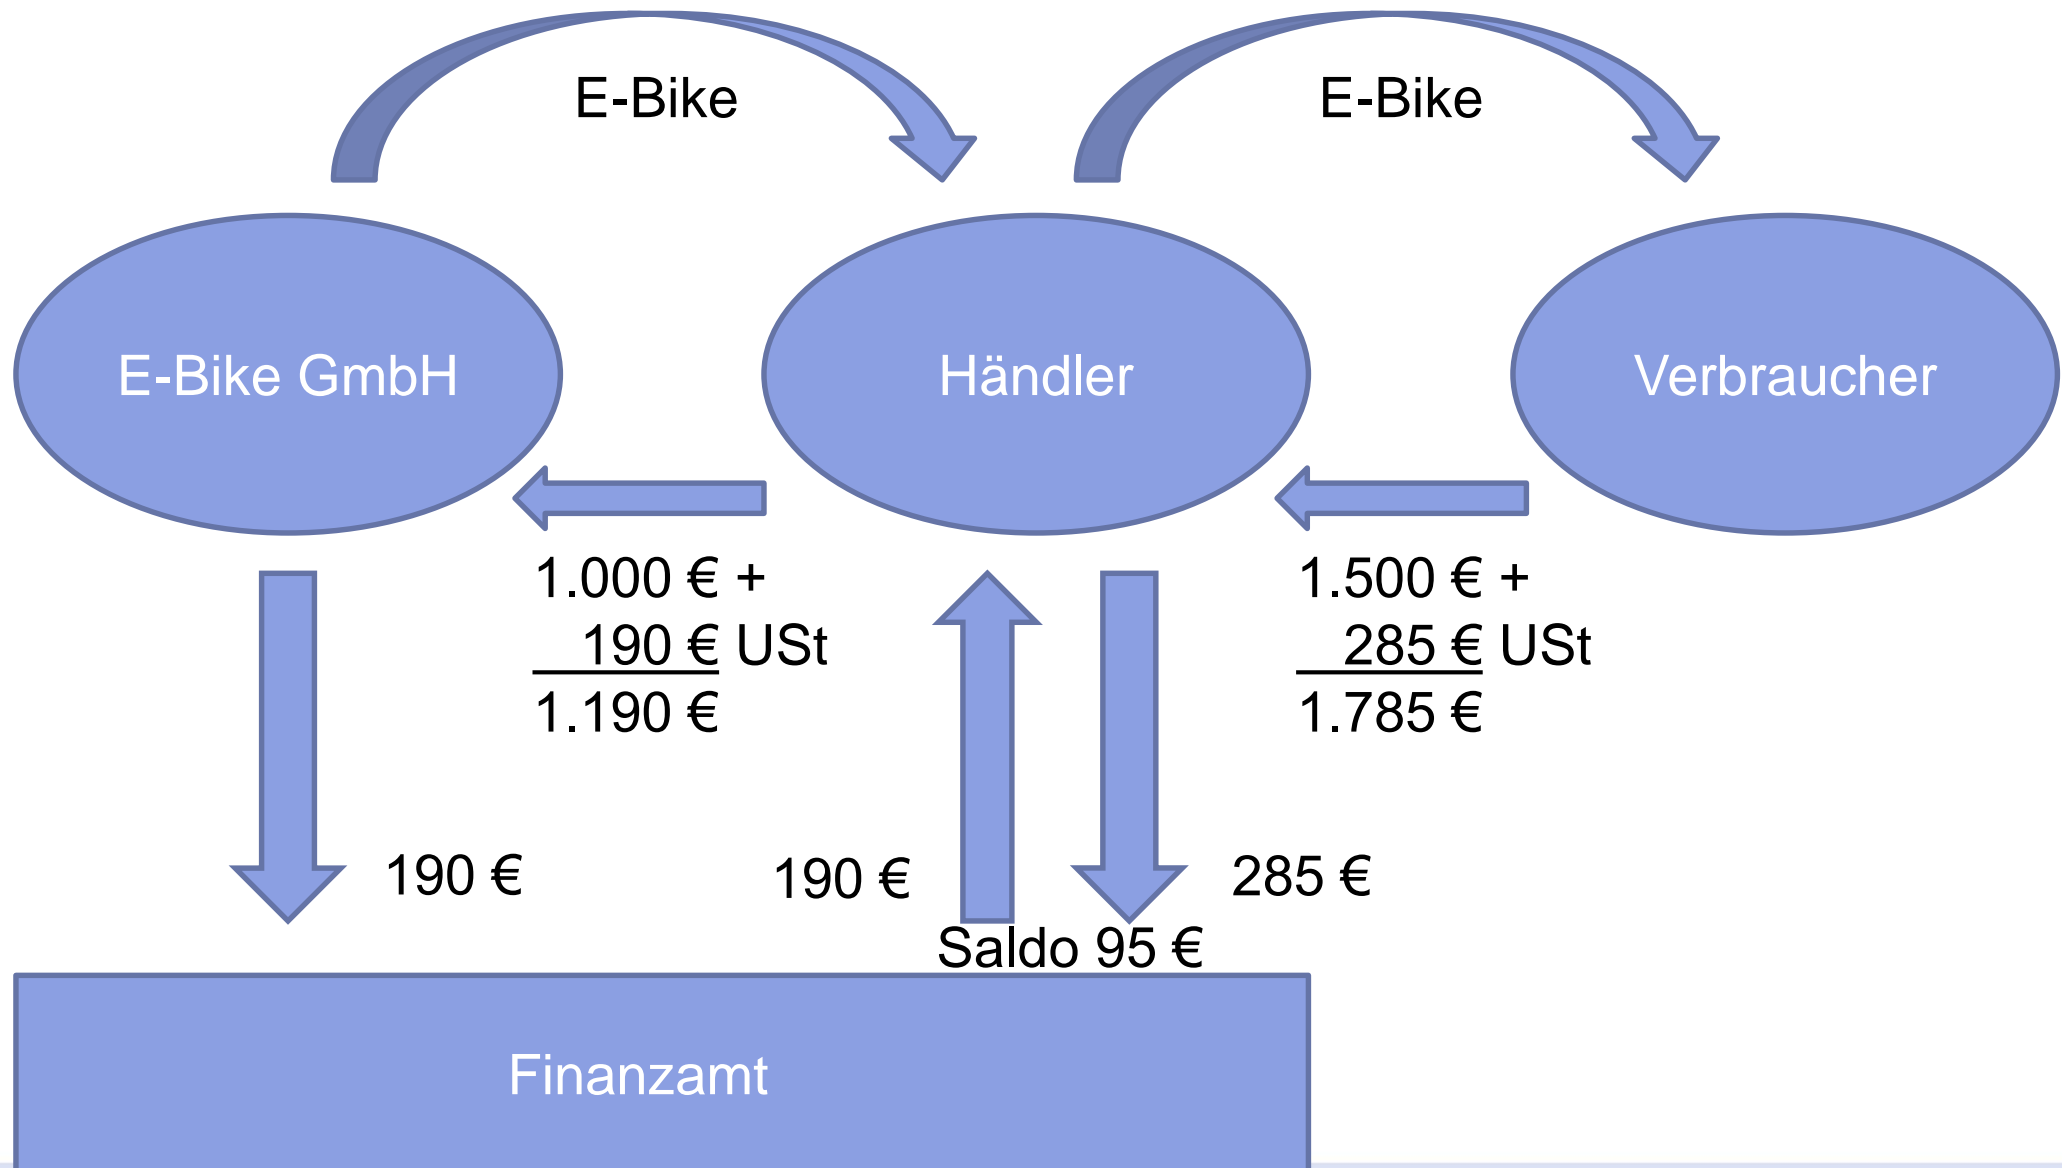 E-Bike
E-Bike
E-Bike GmbH
Händler
Verbraucher
1.000 € +
190 € USt
1.190 €
1.500 € +
285 € USt
1.785 €
190 €
190 €
285 €
Saldo 95 €
Finanzamt